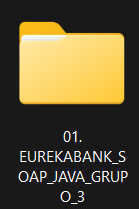 01.
EUREKABANK_S
OAP_JAVA_GRUP
O_3